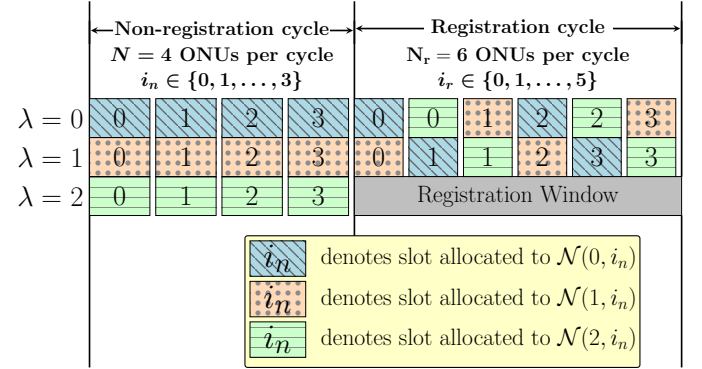 Non-registration cycle Registration cycle
N = 4 ONUs per cycle N_r = 6 ONUs per cycle
i_n ∈ {0, 1, . . . , 3} i_r ∈ {0, 1, . . . , 5}
λ = 0 0 1 2 3 0 0 1 2 2 3
λ = 1 0 1 2 3 0 1 1 2 3 3
λ = 2 0 1 2 3 Registration Window
i_n denotes slot allocated to 𝒩(0, i_n)
i_n denotes slot allocated to 𝒩(1, i_n)
i_n denotes slot allocated to 𝒩(2, i_n)